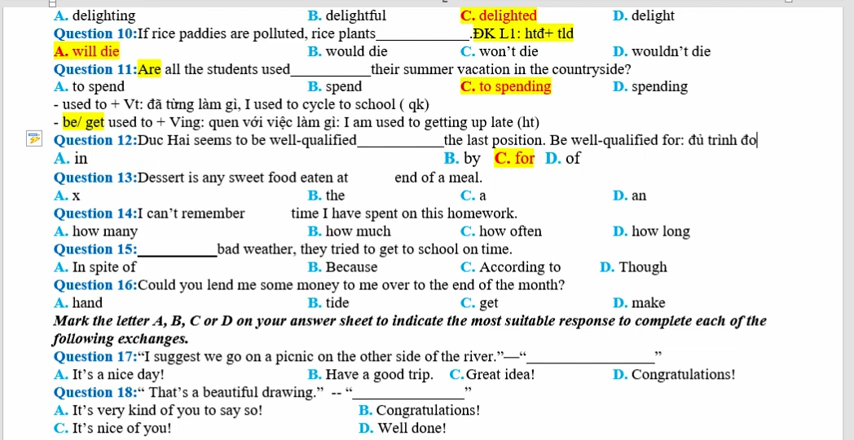 A. delighting B. delightful C. delighted D. delight
Question 10:If rice paddies are polluted, rice plants____________.ĐK L1: htđ+ tld
A. will die B. would die C. won’t die D. wouldn’t die
Question 11:Are all the students used__________their summer vacation in the countryside?
A. to spend B. spend C. to spending D. spending
- used to + Vt: đã từng làm gì, I used to cycle to school ( qk)
- be/ get used to + Ving: quen với việc làm gì: I am used to getting up late (ht)
Question 12:Duc Hai seems to be well-qualified___________the last position. Be well-qualified for: đủ trình đo
A. in B. by C. for D. of
Question 13:Dessert is any sweet food eaten at end of a meal.
A. x B. the C. a D. an
Question 14:I can’t remember time I have spent on this homework.
A. how many B. how much C. how often D. how long
Question 15:__________bad weather, they tried to get to school on time.
A. In spite of B. Because C. According to D. Though
Question 16:Could you lend me some money to me over to the end of the month?
A. hand B. tide C. get D. make
Mark the letter A, B, C or D on your answer sheet to indicate the most suitable response to complete each of the
following exchanges.
Question 17:“I suggest we go on a picnic on the other side of the river.”—“________________”
A. It’s a nice day! B. Have a good trip. C. Great idea! D. Congratulations!
Question 18:“ That’s a beautiful drawing.” -- “______________”
A. It’s very kind of you to say so! B. Congratulations!
C. It’s nice of you! D. Well done!